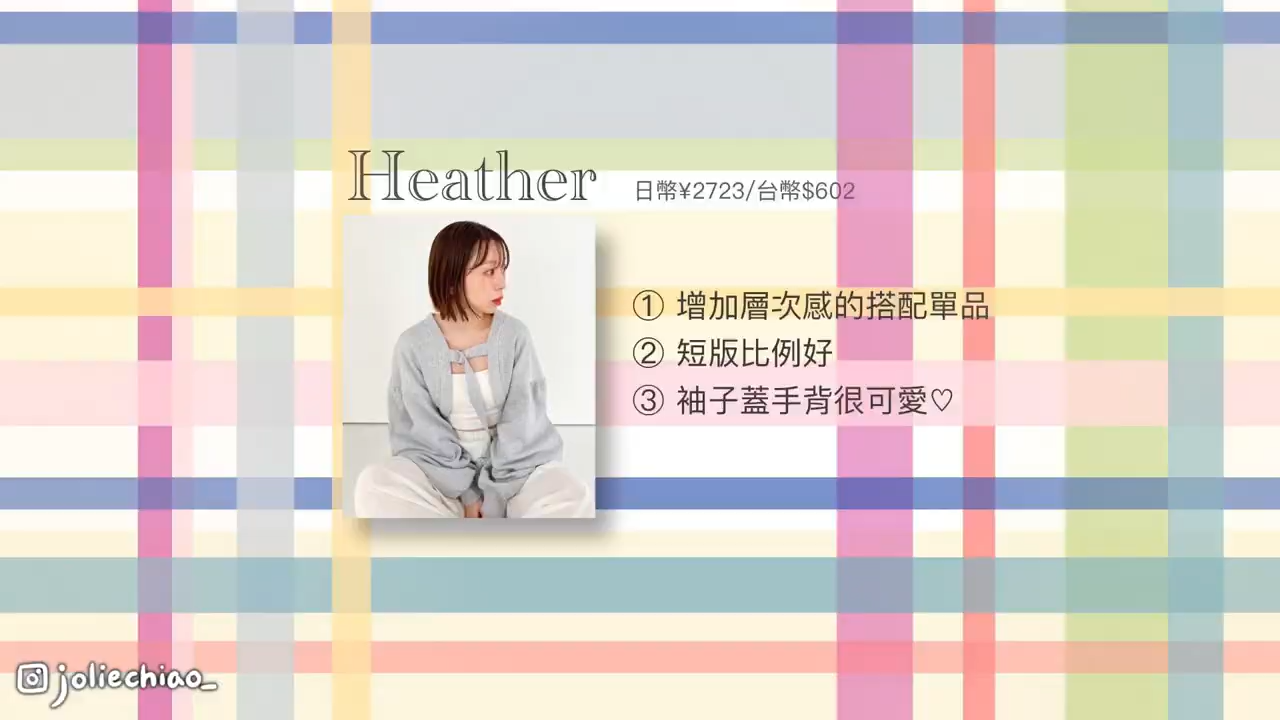 Heather
日幣¥2723/台幣$602
① 增加層次感的搭配單品
② 短版比例好
③ 袖子蓋手背很可愛♡
joliechiao_